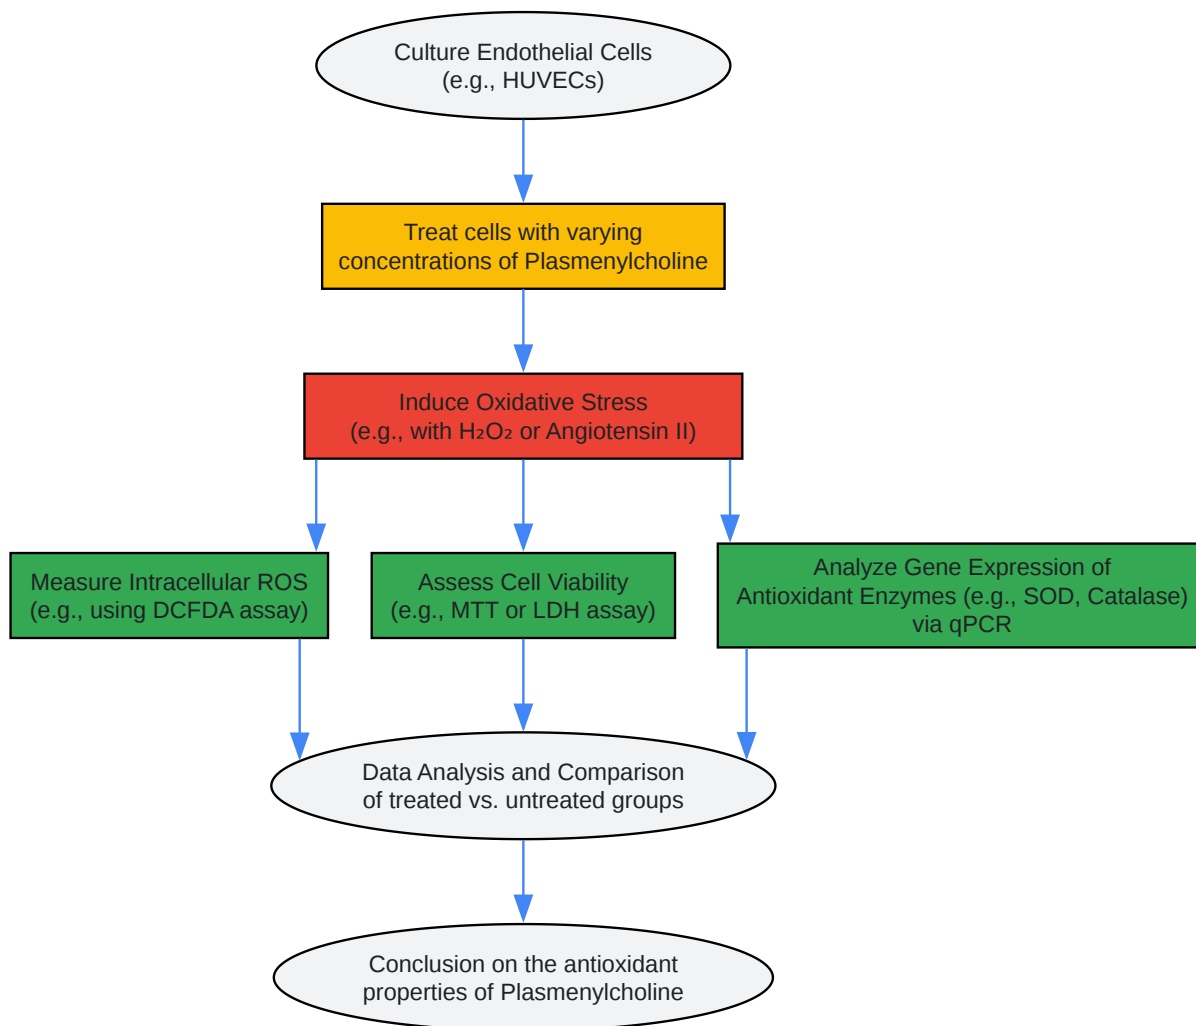 Culture Endothelial Cells
(e.g., HUVECs)
Treat cells with varying
concentrations of Plasmenylcholine
Induce Oxidative Stress
(e.g., with H₂O₂ or Angiotensin II)
Measure Intracellular ROS
(e.g., using DCFDA assay)
Assess Cell Viability
(e.g., MTT or LDH assay)
Analyze Gene Expression of
Antioxidant Enzymes (e.g., SOD, Catalase)
via qPCR
Data Analysis and Comparison
of treated vs. untreated groups
Conclusion on the antioxidant
properties of Plasmenylcholine